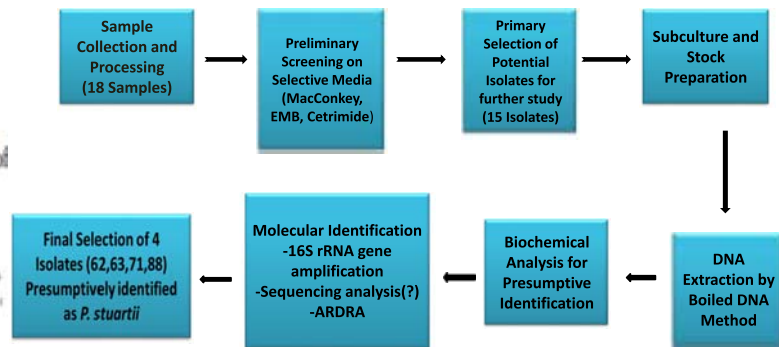 Sample
Collection and
Processing
(18 Samples)
Preliminary
Screening on
Selective Media
(MacConkey,
EMB, Cetrimide)
Primary
Selection of
Potential
Isolates for
further study
(15 Isolates)
Subculture and
Stock
Preparation
DNA
Extraction by
Boiled DNA
Method
Biochemical
Analysis for
Presumptive
Identification
Molecular Identification
-16S rRNA gene
amplification
-Sequencing analysis(?)
-ARDRA
Final Selection of 4
Isolates (62,63,71,88)
Presumptively identified
as P. stuartii